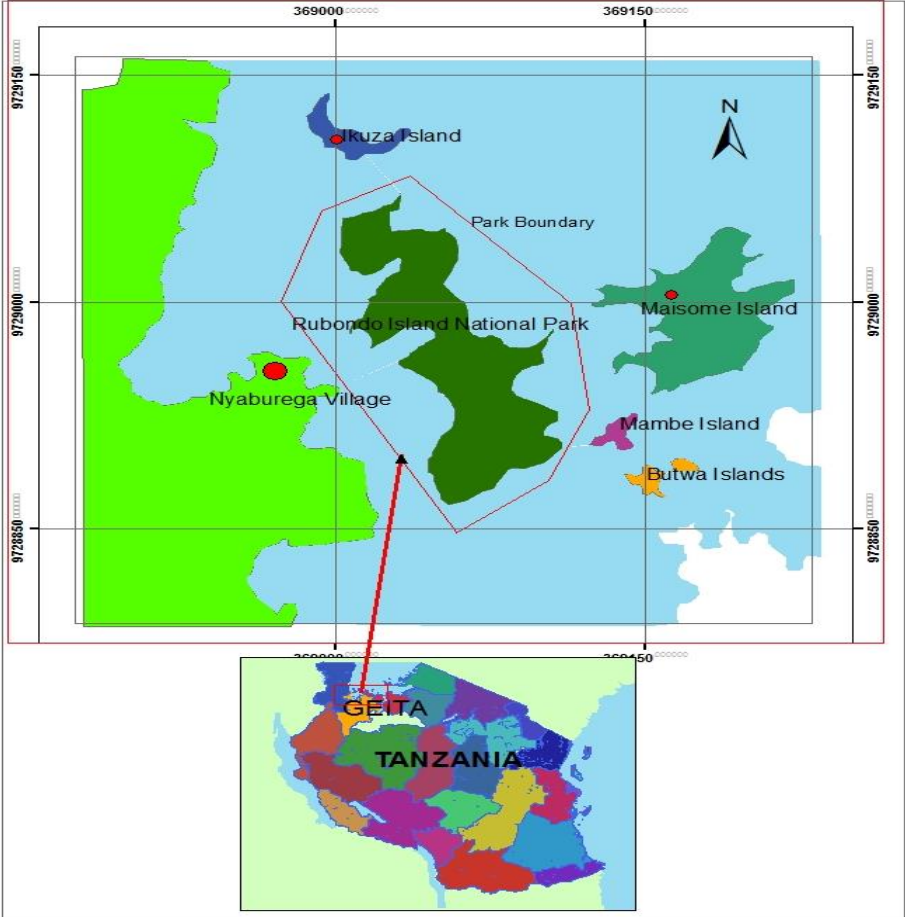 369000
369150
9729150
9729150
N
Ikuza Island
Park Boundary
9729000
9729000
Maisome Island
Rubondo Island National Park
Nyaburega Village
Mambe Island
Butwa Islands
9728850
9728850
GEITA
TANZANIA